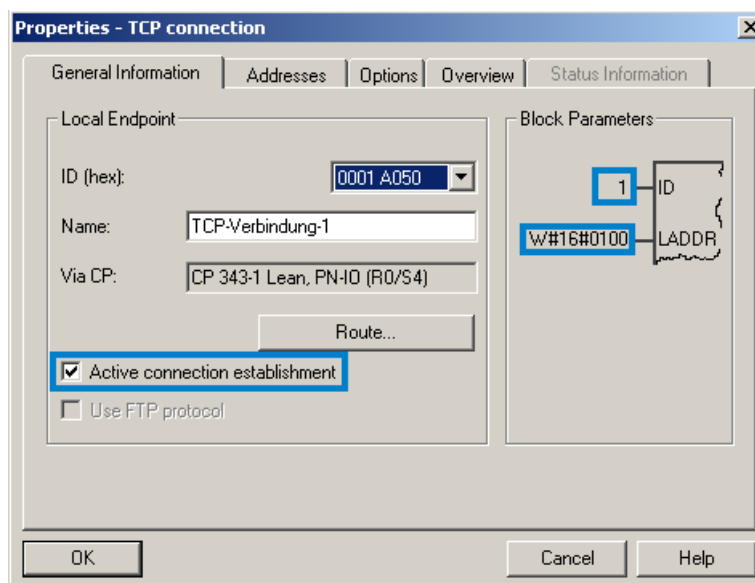 Properties - TCP connection
General Information
Addresses
Options
Overview
Status Information
Local Endpoint
ID (hex):
0001 A050
Name:
TCP-Verbindung-1
Via CP:
CP 343-1 Lean, PN-IO (R0/S4)
Route...
Active connection establishment
Use FTP protocol
Block Parameters
1
ID
W#16#0100
LADDR
OK
Cancel
Help